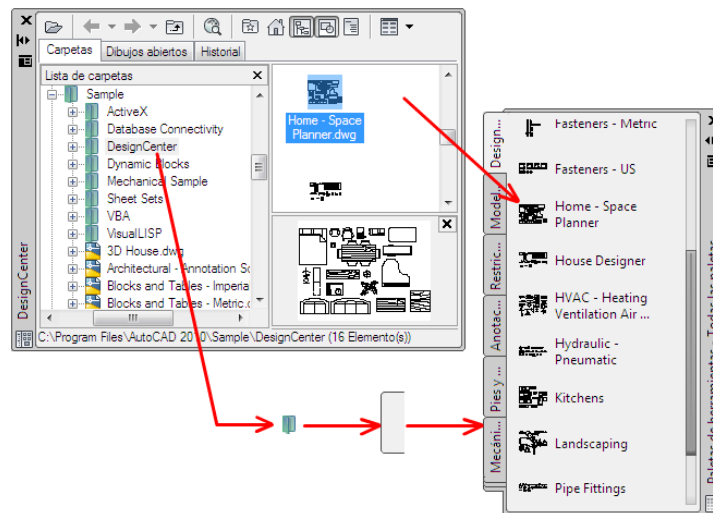 Carpetas
Dibujos abiertos
Historial
Lista de carpetas
Sample
ActiveX
Database Connectivity
DesignCenter
Dynamic Blocks
Mechanical Sample
Sheet Sets
VBA
VisualLISP
3D House.dwg
Architectural - Annotation Sc
Blocks and Tables - Imperia
Blocks and Tables - Metric.c
Home - Space
Planner.dwg
C:\Program Files\AutoCAD 2010\Sample\DesignCenter (16 Elemento(s))
DesignCenter
Design...
Model...
Restric...
Anotac...
Pies y ...
Mecáni...
Fasteners - Metric
Fasteners - US
Home - Space
Planner
House Designer
HVAC - Heating
Ventilation Air ...
Hydraulic -
Pneumatic
Kitchens
Landscaping
Pipe Fittings
Paletas de herramientas - Todas las paletas